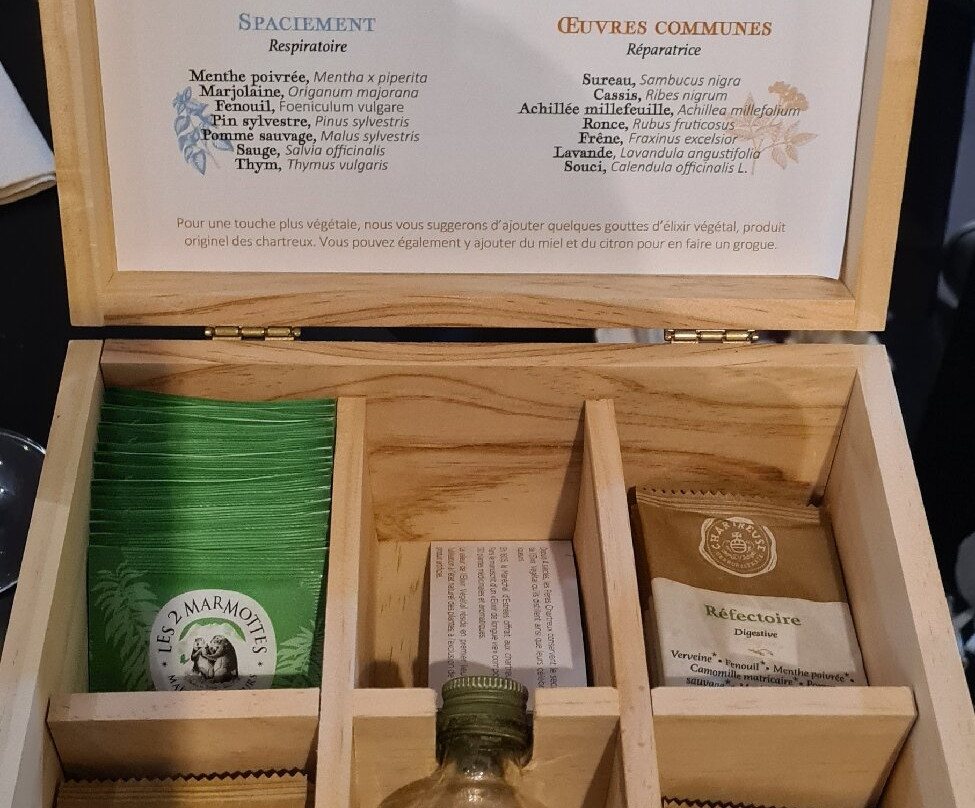 SPACIEMENT
Respiratoire
Menthe poivrée, Mentha x piperita
Marjolaine, Origanum majorana
Fenouil, Foeniculum vulgare
Pin sylvestre, Pinus sylvestris
Pomme sauvage, Malus sylvestris
Sauge, Salvia officinalis
Thym, Thymus vulgaris
ŒUVRES COMMUNES
Réparatrice
Sureau, Sambucus nigra
Cassis, Ribes nigrum
Achillée millefeuille, Achillea millefolium
Ronce, Rubus fruticosus
Frêne, Fraxinus excelsior
Lavande, Lavandula angustifolia
Souci, Calendula officinalis L.
Pour une touche plus végétale, nous vous suggerons d'ajouter quelques gouttes d'élixir végétal, produit
originel des chartreux. Vous pouvez également y ajouter du miel et du citron pour en faire un grogue.
LES 2 MARMOTTES
CHARTREUSE
Réfectoire
Digestive
Verveine* • Fenouil* • Menthe poivrée* •
Camomille matricaire* •
sauvage*